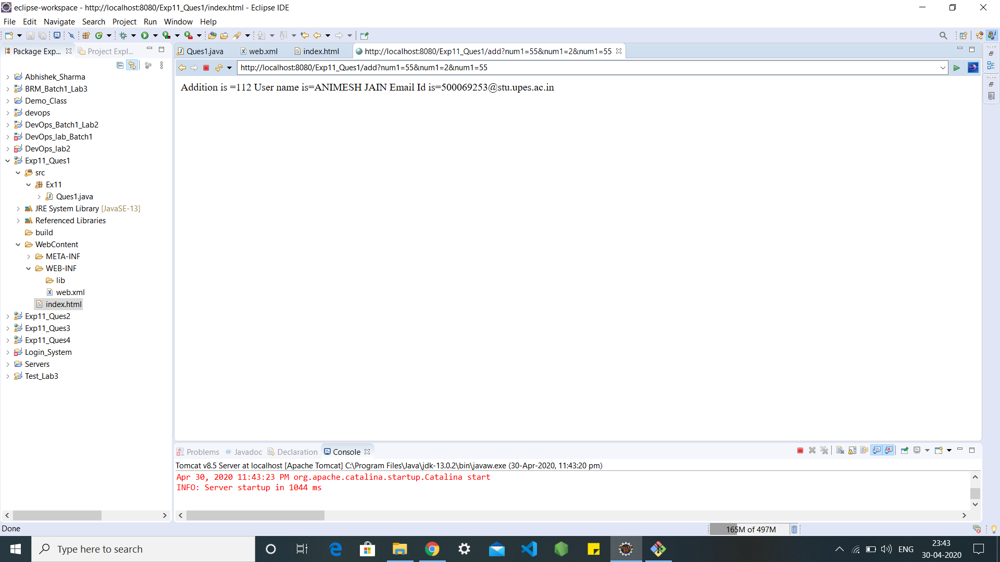 eclipse-workspace - http://localhost:8080/Exp11_Ques1/index.html - Eclipse IDE
File Edit Navigate Search Project Run Window Help
Package Exp... Project Expl...
Ques1.java web.xml index.html http://localhost:8080/Exp11_Ques1/add?num1=55&num1=2&num1=55
http://localhost:8080/Exp11_Ques1/add?num1=55&num1=2&num1=55
Addition is =112 User name is=ANIMESH JAIN Email Id is=500069253@stu.upes.ac.in
Abhishek_Sharma
BRM_Batch1_Lab3
Demo_Class
devops
DevOps_Batch1_Lab2
DevOps_lab_Batch1
DevOps_lab2
Exp11_Ques1
src
Ex11
Ques1.java
JRE System Library [JavaSE-13]
Referenced Libraries
build
WebContent
META-INF
WEB-INF
lib
web.xml
index.html
Exp11_Ques2
Exp11_Ques3
Exp11_Ques4
Login_System
Servers
Test_Lab3
Problems Javadoc Declaration Console
Tomcat v8.5 Server at localhost [Apache Tomcat] C:\Program Files\Java\jdk-13.0.2\bin\javaw.exe (30-Apr-2020, 11:43:20 pm)
Apr 30, 2020 11:43:23 PM org.apache.catalina.startup.Catalina start
INFO: Server startup in 1044 ms
Done
165M of 497M
Type here to search
ENG
23:43
30-04-2020